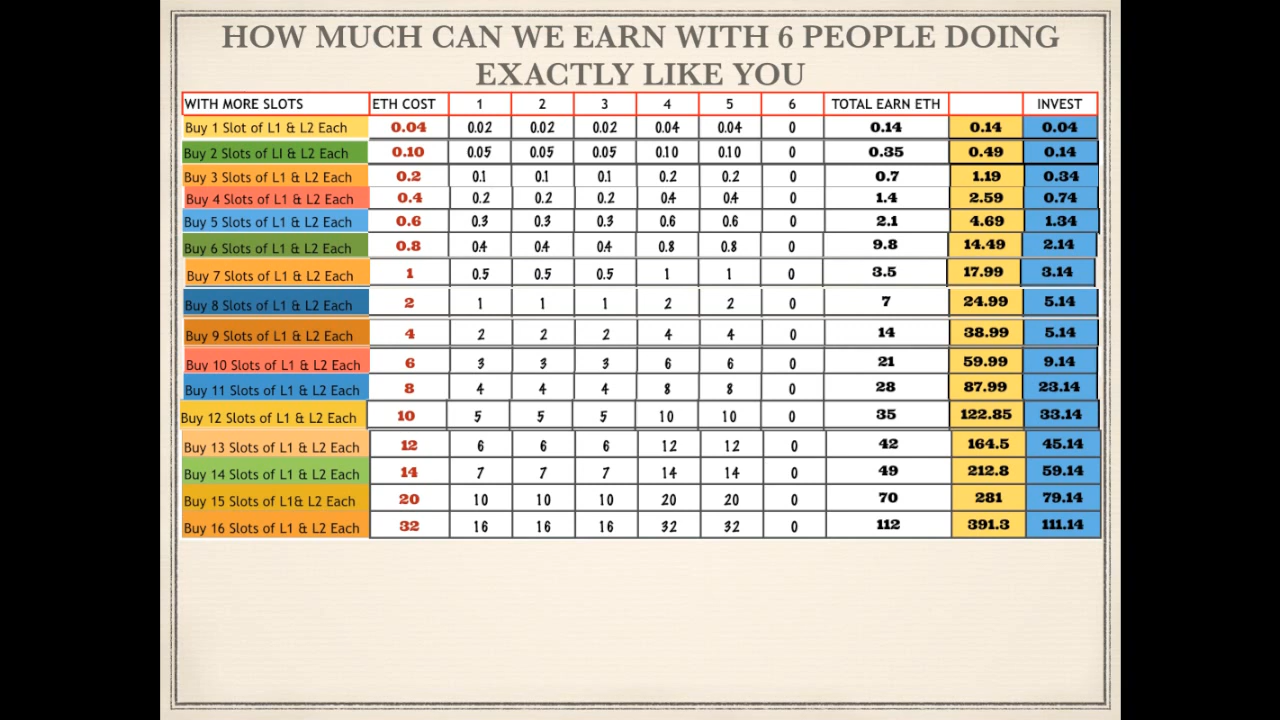 HOW MUCH CAN WE EARN WITH 6 PEOPLE DOING
EXACTLY LIKE YOU
WITH MORE SLOTS ETH COST 1 2 3 4 5 6 TOTAL EARN ETH INVEST
Buy 1 Slot of L1 & L2 Each 0.04 0.02 0.02 0.02 0.04 0.04 0 0.14 0.14 0.04
Buy 2 Slots of LI & L2 Each 0.10 0.05 0.05 0.05 0.10 0.10 0 0.35 0.49 0.14
Buy 3 Slots of L1 & L2 Each 0.2 0.1 0.1 0.1 0.2 0.2 0 0.7 1.19 0.34
Buy 4 Slots of L1 & L2 Each 0.4 0.2 0.2 0.2 0.4 0.4 0 1.4 2.59 0.74
Buy 5 Slots of L1 & L2 Each 0.6 0.3 0.3 0.3 0.6 0.6 0 2.1 4.69 1.34
Buy 6 Slots of L1 & L2 Each 0.8 0.4 0.4 0.4 0.8 0.8 0 9.8 14.49 2.14
Buy 7 Slots of L1 & L2 Each 1 0.5 0.5 0.5 1 1 0 3.5 17.99 3.14
Buy 8 Slots of L1 & L2 Each 2 1 1 1 2 2 0 7 24.99 5.14
Buy 9 Slots of L1 & L2 Each 4 2 2 2 4 4 0 14 38.99 5.14
Buy 10 Slots of L1 & L2 Each 6 3 3 3 6 6 0 21 59.99 9.14
Buy 11 Slots of L1 & L2 Each 8 4 4 4 8 8 0 28 87.99 23.14
Buy 12 Slots of L1 & L2 Each 10 5 5 5 10 10 0 35 122.85 33.14
Buy 13 Slots of L1 & L2 Each 12 6 6 6 12 12 0 42 164.5 45.14
Buy 14 Slots of L1 & L2 Each 14 7 7 7 14 14 0 49 212.8 59.14
Buy 15 Slots of L1& L2 Each 20 10 10 10 20 20 0 70 281 79.14
Buy 16 Slots of L1 & L2 Each 32 16 16 16 32 32 0 112 391.3 111.14